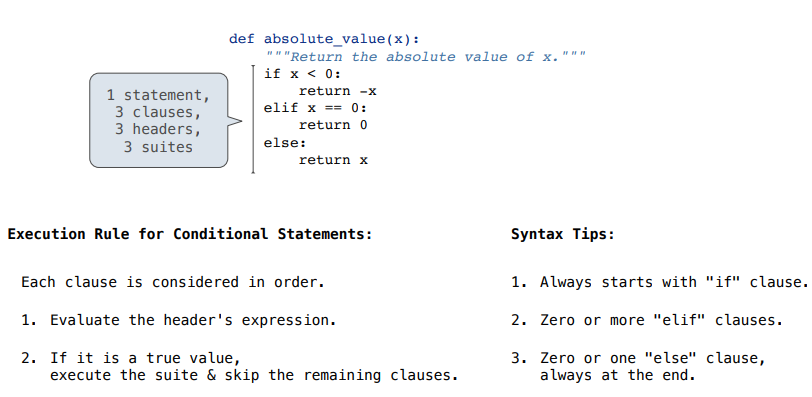 def absolute_value(x):
"""Return the absolute value of x."""
if x < 0:
return -x
elif x == 0:
return 0
else:
return x
1 statement,
3 clauses,
3 headers,
3 suites
Execution Rule for Conditional Statements:
Each clause is considered in order.
1. Evaluate the header's expression.
2. If it is a true value,
execute the suite & skip the remaining clauses.
Syntax Tips:
1. Always starts with "if" clause.
2. Zero or more "elif" clauses.
3. Zero or one "else" clause,
always at the end.